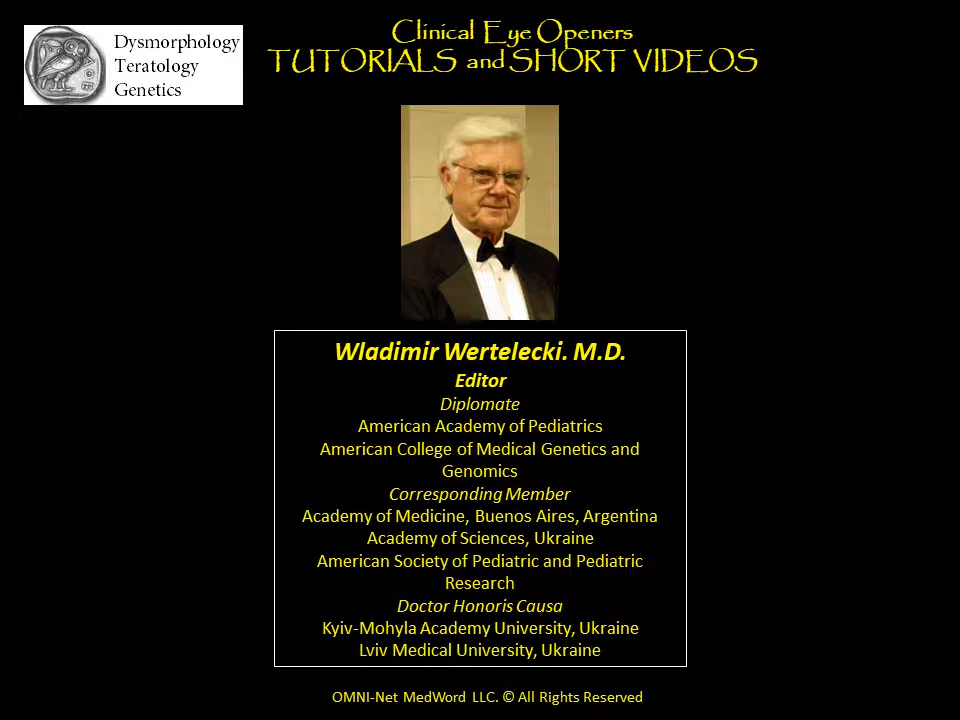 Dysmorphology
Teratology
Genetics
Clinical Eye Openers
TUTORIALS and SHORT VIDEOS
Wladimir Wertelecki. M.D.
Editor
Diplomate
American Academy of Pediatrics
American College of Medical Genetics and
Genomics
Corresponding Member
Academy of Medicine, Buenos Aires, Argentina
Academy of Sciences, Ukraine
American Society of Pediatric and Pediatric
Research
Doctor Honoris Causa
Kyiv-Mohyla Academy University, Ukraine
Lviv Medical University, Ukraine
OMNI-Net MedWord LLC. © All Rights Reserved